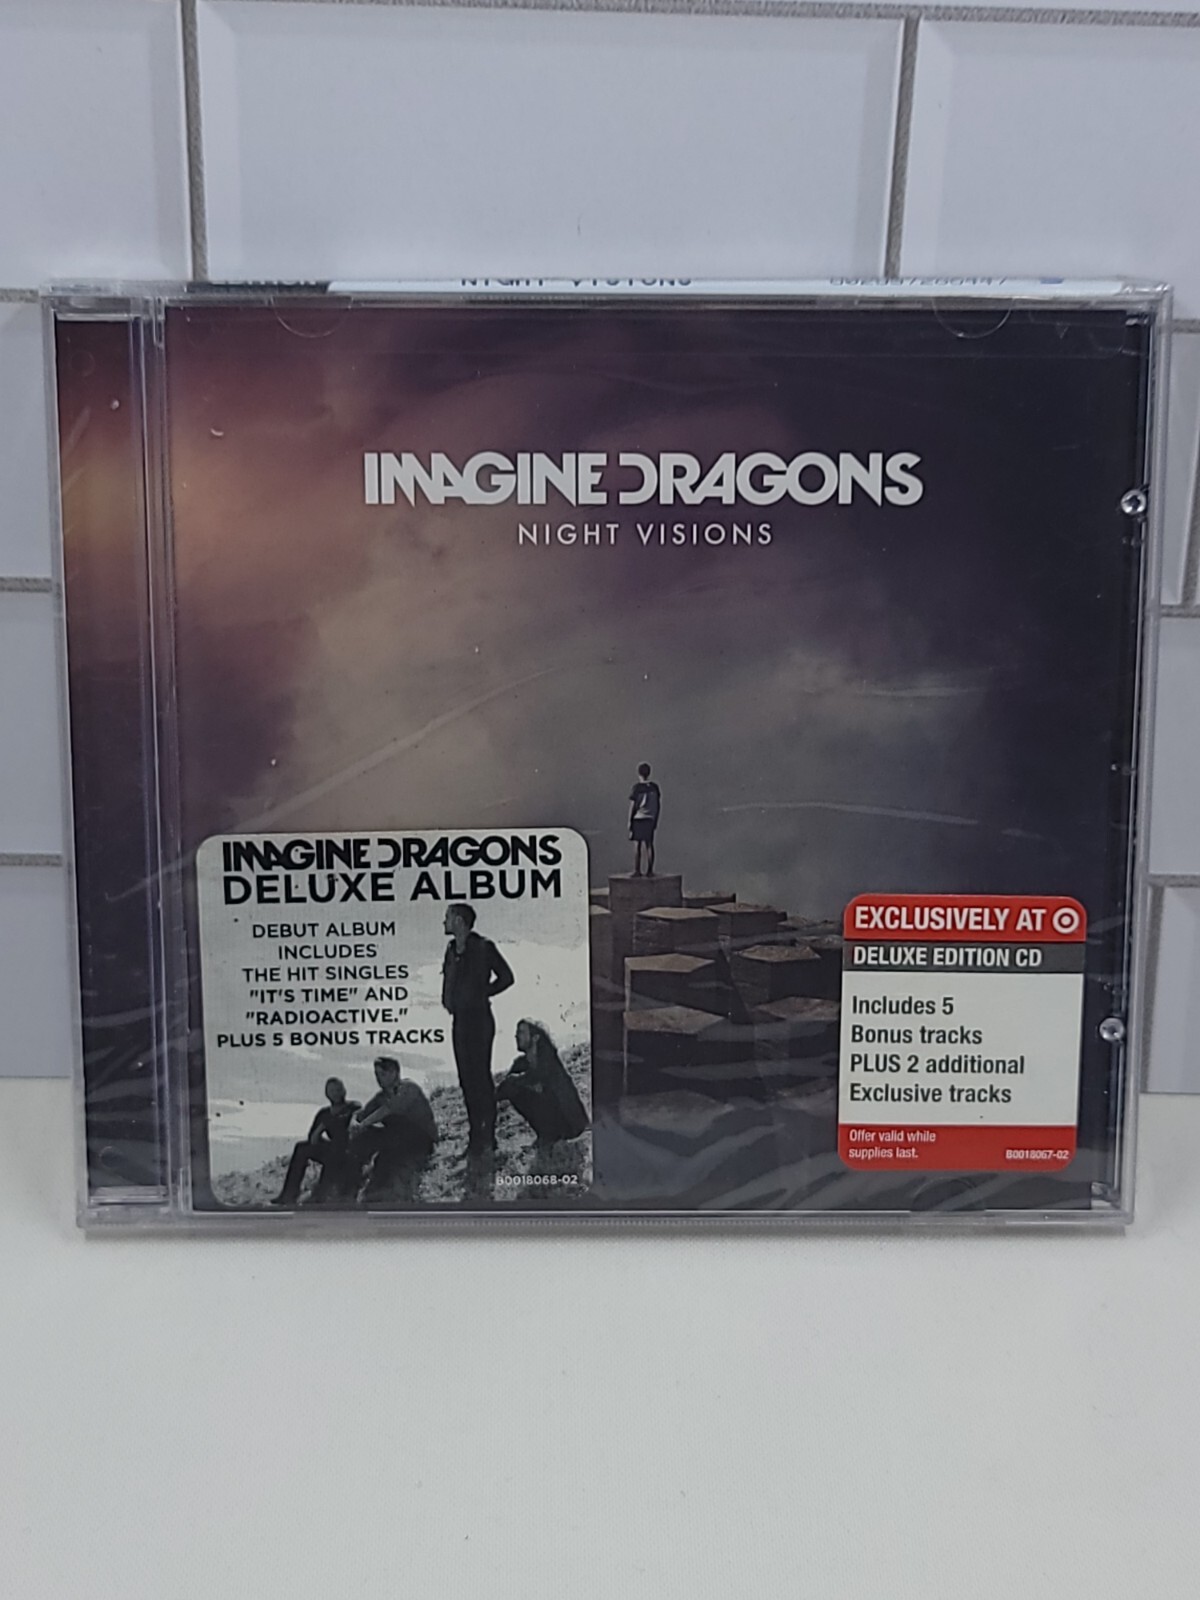 NIGHT VISIONS
IMAGINE DRAGONS
NIGHT VISIONS
IMAGINE DRAGONS
DELUXE ALBUM
DEBUT ALBUM
INCLUDES
THE HIT SINGLES
"IT'S TIME" AND
"RADIOACTIVE."
PLUS 5 BONUS TRACKS
B0018068-02
EXCLUSIVELY AT
DELUXE EDITION CD
Includes 5
Bonus tracks
PLUS 2 additional
Exclusive tracks
Offer valid while
supplies last.
B0018067-02